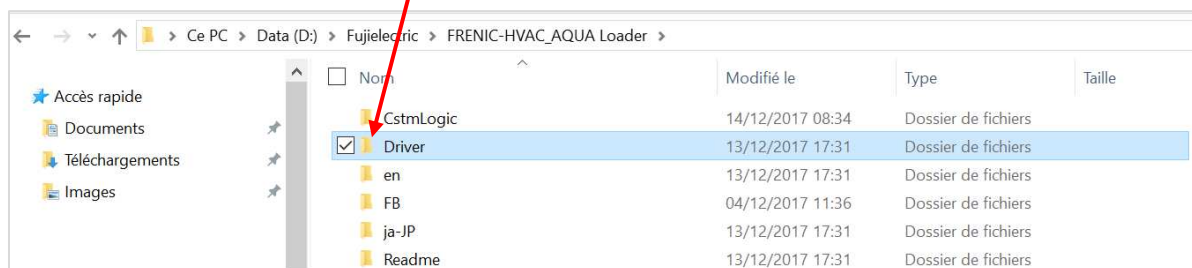 Ce PC > Data (D:) > Fujielectric > FRENIC-HVAC_AQUA Loader >
Nom Modifié le Type Taille
Accès rapide
CstmLogic 14/12/2017 08:34 Dossier de fichiers
Documents
Driver 13/12/2017 17:31 Dossier de fichiers
Téléchargements
en 13/12/2017 17:31 Dossier de fichiers
Images
FB 04/12/2017 11:36 Dossier de fichiers
ja-JP 13/12/2017 17:31 Dossier de fichiers
Readme 13/12/2017 17:31 Dossier de fichiers